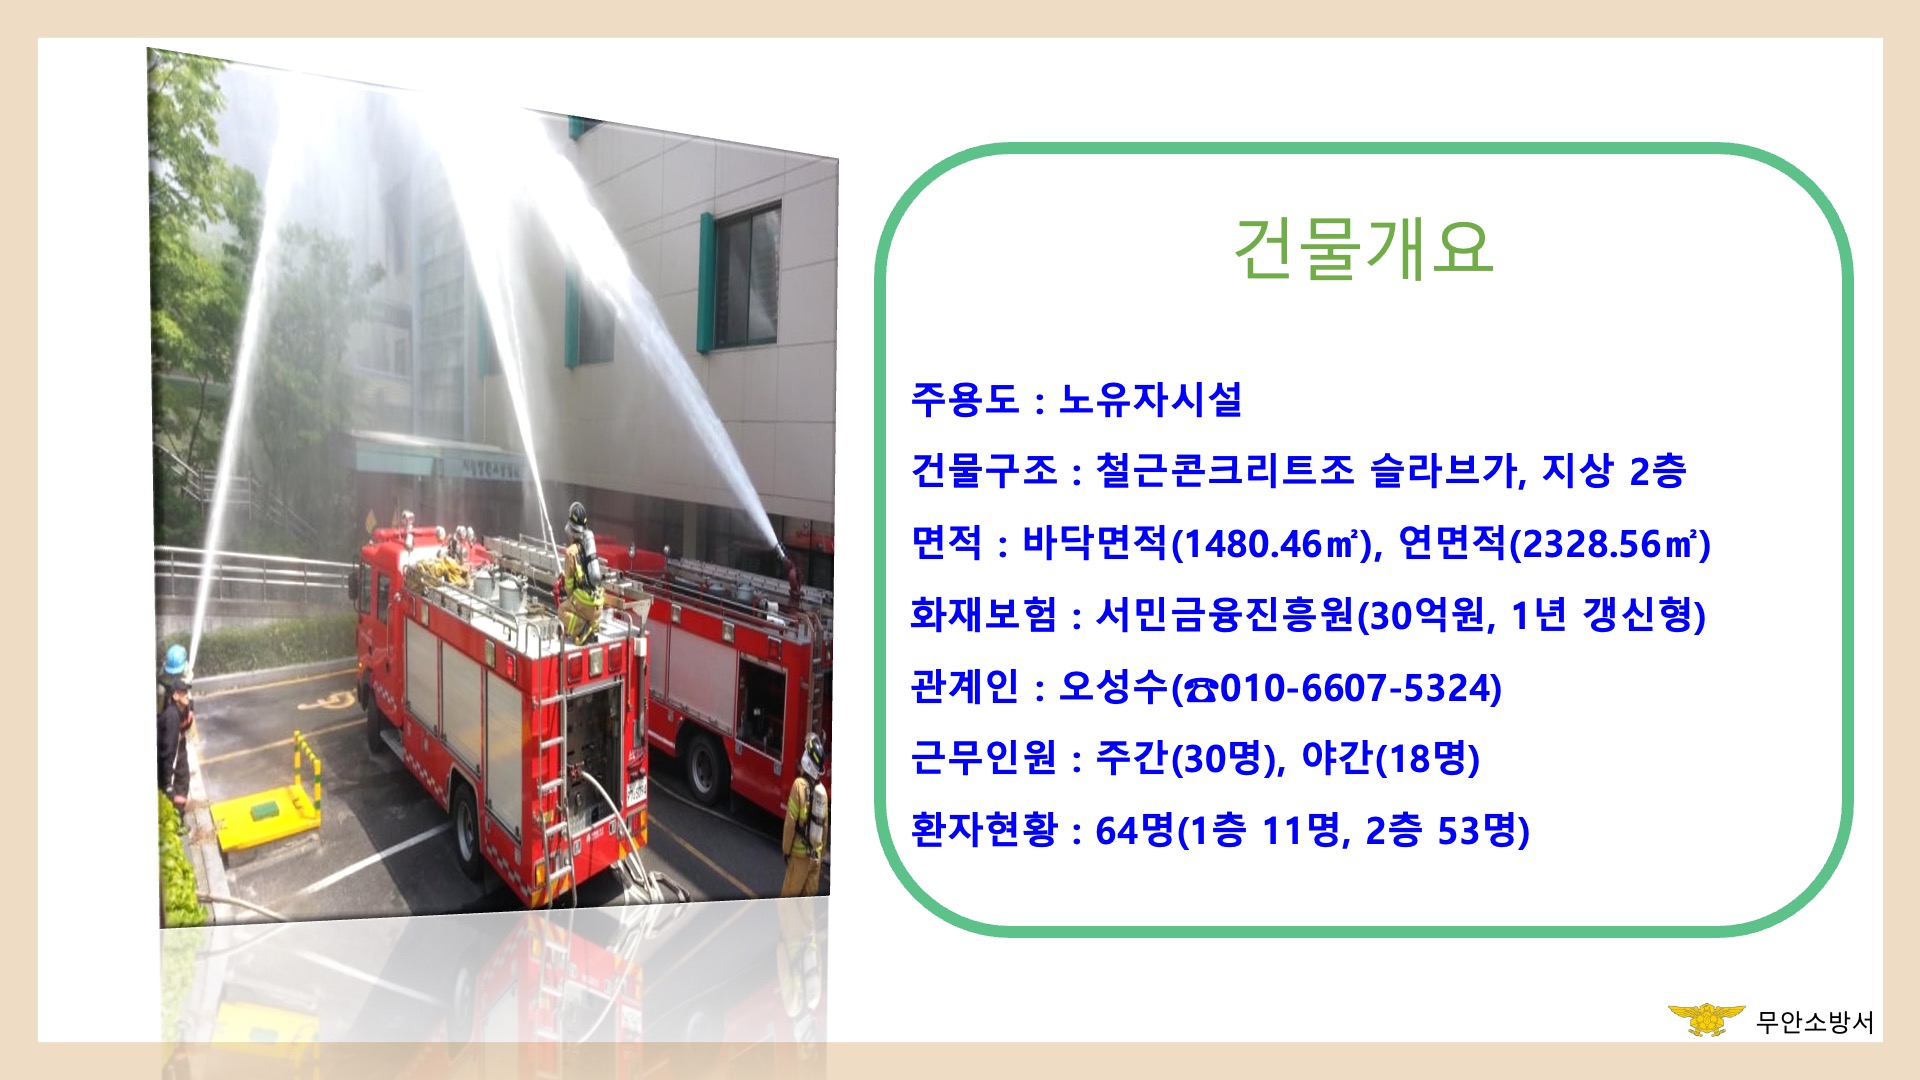 건물개요
주용도 : 노유자시설
건물구조 : 철근콘크리트조 슬라브가, 지상 2층
면적 : 바닥면적(1480.46㎡), 연면적(2328.56㎡)
화재보험 : 서민금융진흥원(30억원, 1년 갱신형)
관계인 : 오성수(☎010-6607-5324)
근무인원 : 주간(30명), 야간(18명)
환자현황 : 64명(1층 11명, 2층 53명)
무안소방서